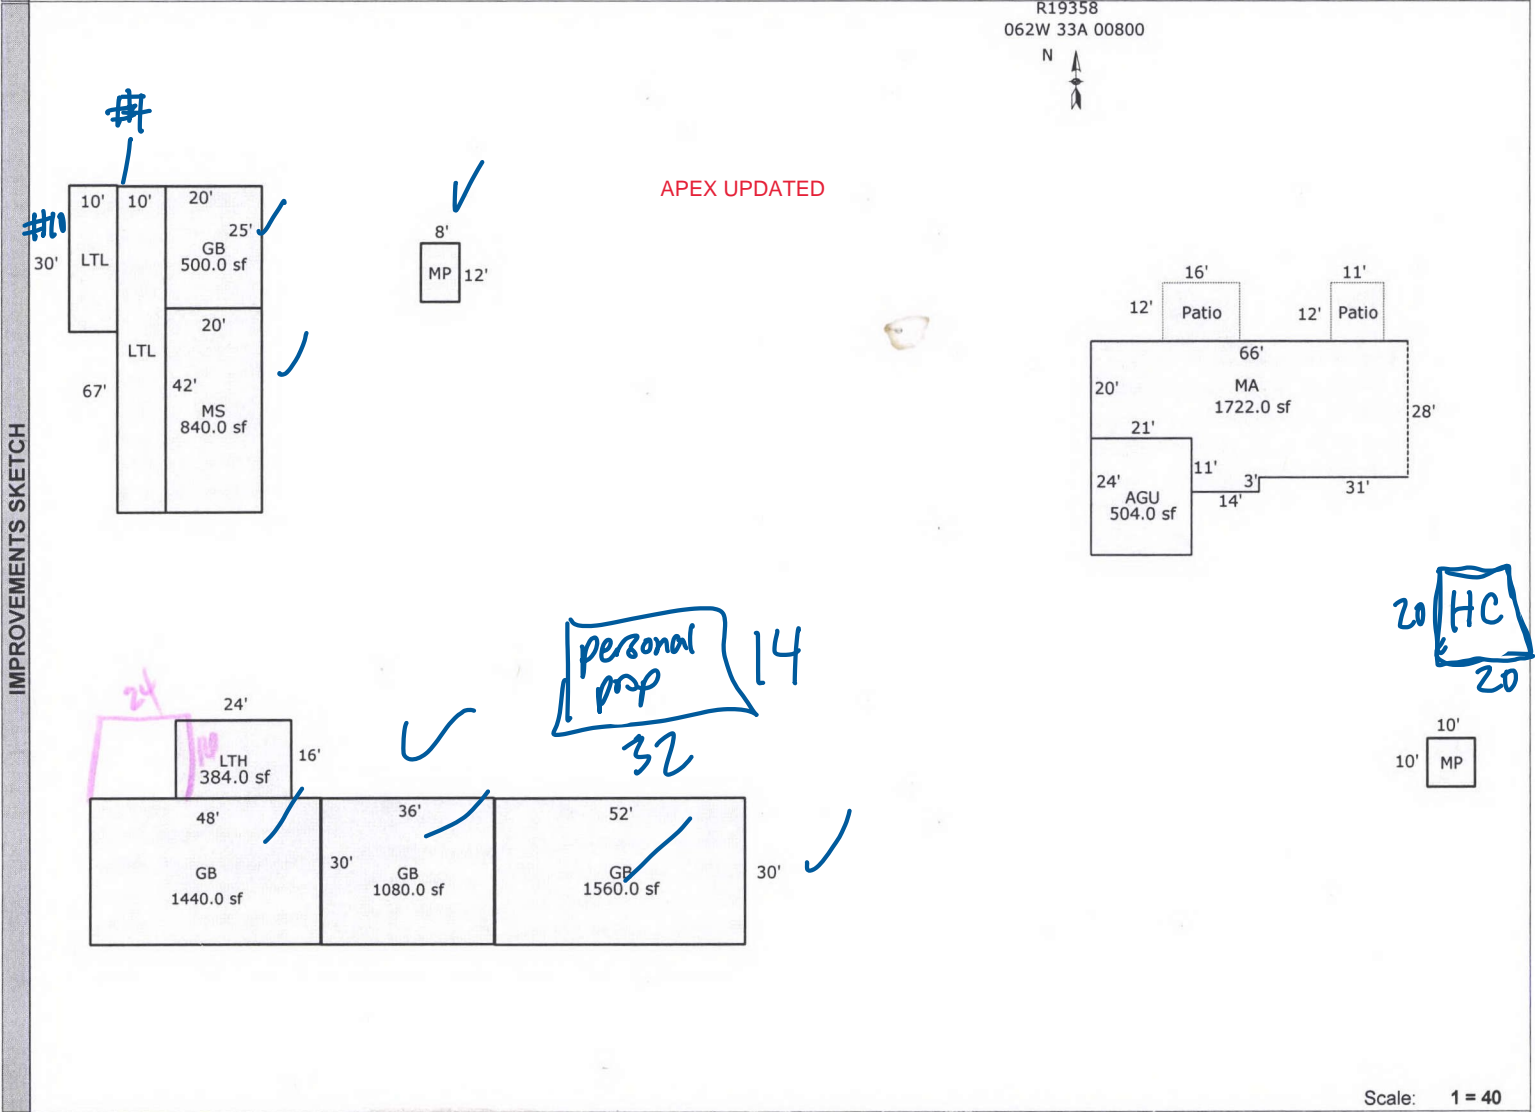 R19358
062W 33A 00800
N
APEX UPDATED
IMPROVEMENTS SKETCH
10'
10'
20'
25'
GB
500.0 sf
#10
30'
LTL
LTL
20'
67'
42'
MS
840.0 sf
8'
MP
12'
16'
11'
12'
Patio
12'
Patio
66'
20'
MA
1722.0 sf
28'
21'
11'
3'
14'
31'
24'
AGU
504.0 sf
20
HC
20
personal
prop
14
32
24
24'
LTH
384.0 sf
16'
48'
36'
52'
GB
1440.0 sf
30'
GB
1080.0 sf
GB
1560.0 sf
30'
10'
10'
MP
Scale: 1 = 40